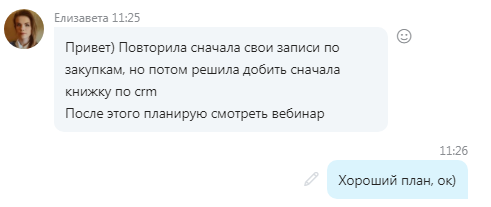 Елизавета 11:25
Привет) Повторила сначала свои записи по
закупкам, но потом решила добить сначала
книжку по crm
После этого планирую смотреть вебинар
11:26
Хороший план, ок)